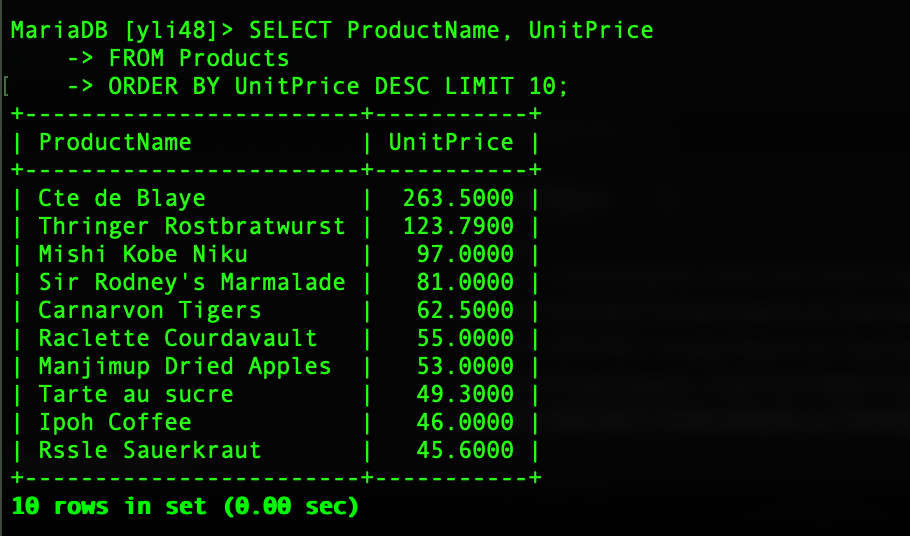 MariaDB [yli48]> SELECT ProductName, UnitPrice
    -> FROM Products
[    -> ORDER BY UnitPrice DESC LIMIT 10;
+------------------------+-----------+
| ProductName            | UnitPrice |
+------------------------+-----------+
| Cte de Blaye           |  263.5000 |
| Thringer Rostbratwurst |  123.7900 |
| Mishi Kobe Niku        |   97.0000 |
| Sir Rodney's Marmalade |   81.0000 |
| Carnarvon Tigers       |   62.5000 |
| Raclette Courdavault   |   55.0000 |
| Manjimup Dried Apples  |   53.0000 |
| Tarte au sucre         |   49.3000 |
| Ipoh Coffee            |   46.0000 |
| Rssle Sauerkraut       |   45.6000 |
+------------------------+-----------+
10 rows in set (0.00 sec)